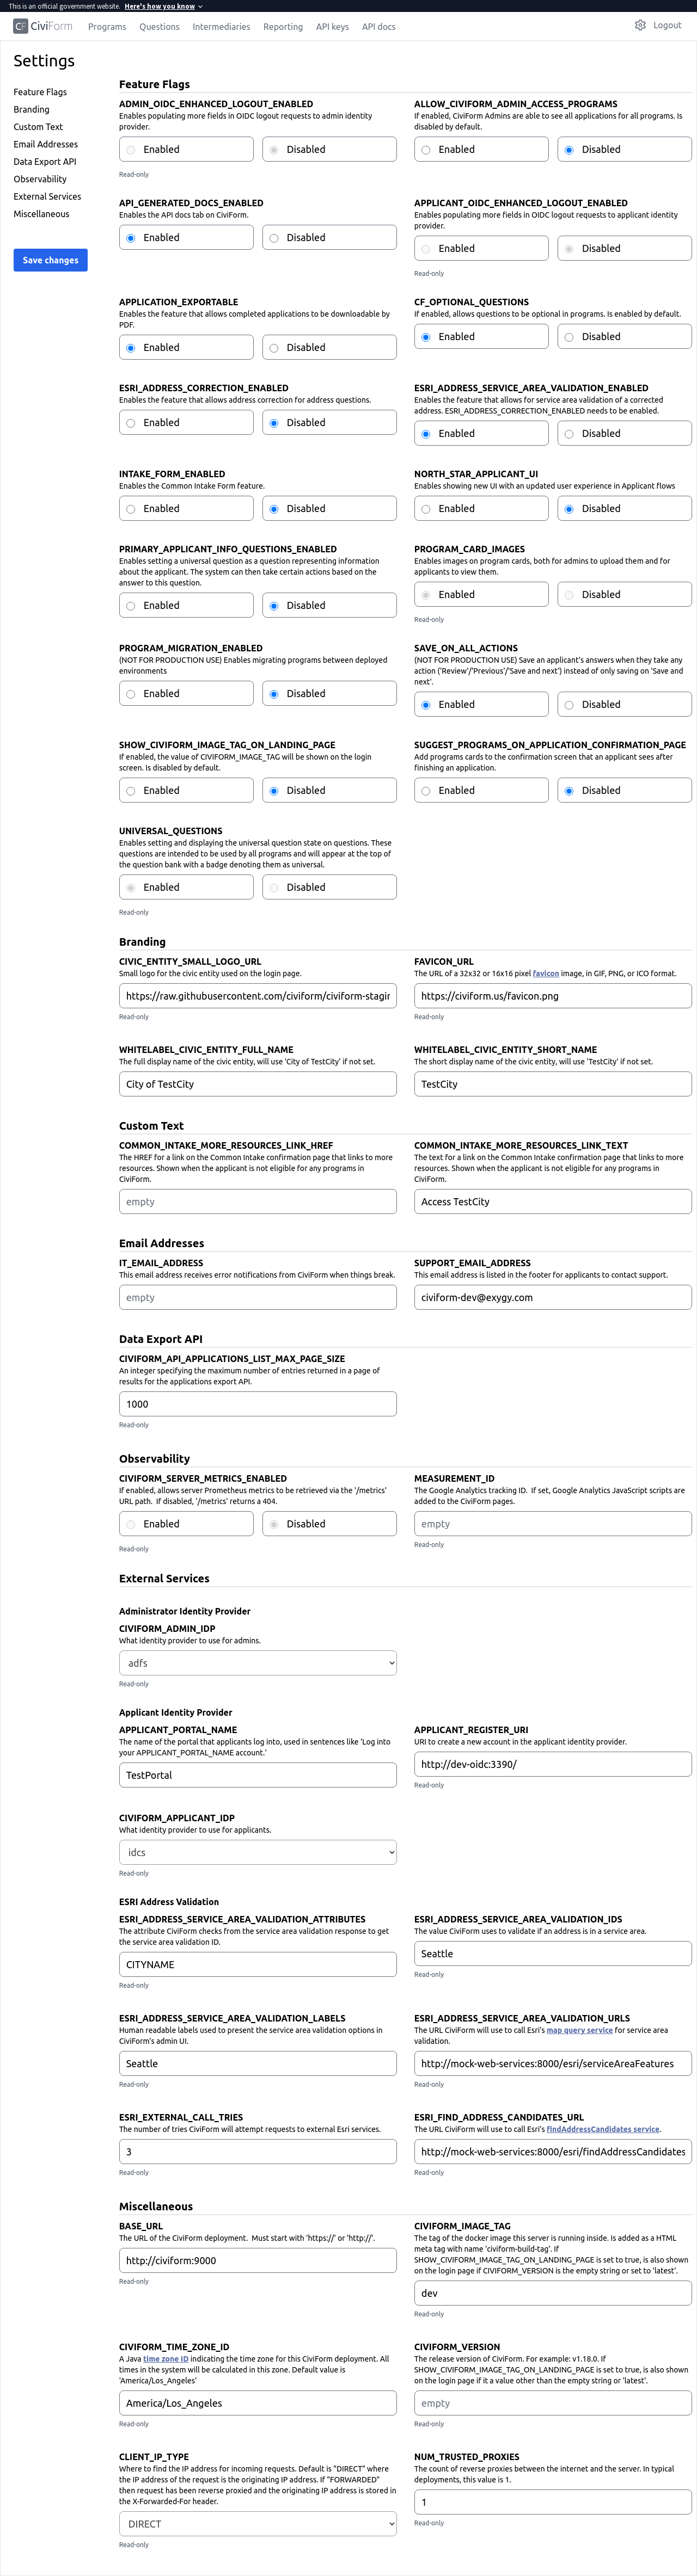 This is an official government website. Here's how you know
CF CiviForm Programs Questions Intermediaries Reporting API keys API docs Logout
Settings
Feature Flags
Branding
Custom Text
Email Addresses
Data Export API
Observability
External Services
Miscellaneous
Save changes
Feature Flags
ADMIN_OIDC_ENHANCED_LOGOUT_ENABLED
Enables populating more fields in OIDC logout requests to admin identity
provider.
Enabled Disabled
Read-only
ALLOW_CIVIFORM_ADMIN_ACCESS_PROGRAMS
If enabled, CiviForm Admins are able to see all applications for all programs. Is
disabled by default.
Enabled Disabled
API_GENERATED_DOCS_ENABLED
Enables the API docs tab on CiviForm.
Enabled Disabled
APPLICANT_OIDC_ENHANCED_LOGOUT_ENABLED
Enables populating more fields in OIDC logout requests to applicant identity
provider.
Enabled Disabled
Read-only
APPLICATION_EXPORTABLE
Enables the feature that allows completed applications to be downloadable by
PDF.
Enabled Disabled
CF_OPTIONAL_QUESTIONS
If enabled, allows questions to be optional in programs. Is enabled by default.
Enabled Disabled
ESRI_ADDRESS_CORRECTION_ENABLED
Enables the feature that allows address correction for address questions.
Enabled Disabled
ESRI_ADDRESS_SERVICE_AREA_VALIDATION_ENABLED
Enables the feature that allows for service area validation of a corrected
address. ESRI_ADDRESS_CORRECTION_ENABLED needs to be enabled.
Enabled Disabled
INTAKE_FORM_ENABLED
Enables the Common Intake Form feature.
Enabled Disabled
NORTH_STAR_APPLICANT_UI
Enables showing new UI with an updated user experience in Applicant flows
Enabled Disabled
PRIMARY_APPLICANT_INFO_QUESTIONS_ENABLED
Enables setting a universal question as a question representing information
about the applicant. The system can then take certain actions based on the
answer to this question.
Enabled Disabled
PROGRAM_CARD_IMAGES
Enables images on program cards, both for admins to upload them and for
applicants to view them.
Enabled Disabled
Read-only
PROGRAM_MIGRATION_ENABLED
(NOT FOR PRODUCTION USE) Enables migrating programs between deployed
environments
Enabled Disabled
SAVE_ON_ALL_ACTIONS
(NOT FOR PRODUCTION USE) Save an applicant's answers when they take any
action ('Review'/'Previous'/'Save and next') instead of only saving on 'Save and
next'.
Enabled Disabled
SHOW_CIVIFORM_IMAGE_TAG_ON_LANDING_PAGE
If enabled, the value of CIVIFORM_IMAGE_TAG will be shown on the login
screen. Is disabled by default.
Enabled Disabled
SUGGEST_PROGRAMS_ON_APPLICATION_CONFIRMATION_PAGE
Add programs cards to the confirmation screen that an applicant sees after
finishing an application.
Enabled Disabled
UNIVERSAL_QUESTIONS
Enables setting and displaying the universal question state on questions. These
questions are intended to be used by all programs and will appear at the top of
the question bank with a badge denoting them as universal.
Enabled Disabled
Read-only
Branding
CIVIC_ENTITY_SMALL_LOGO_URL
Small logo for the civic entity used on the login page.
https://raw.githubusercontent.com/civiform/civiform-stagir
Read-only
FAVICON_URL
The URL of a 32x32 or 16x16 pixel favicon image, in GIF, PNG, or ICO format.
https://civiform.us/favicon.png
Read-only
WHITELABEL_CIVIC_ENTITY_FULL_NAME
The full display name of the civic entity, will use 'City of TestCity' if not set.
City of TestCity
WHITELABEL_CIVIC_ENTITY_SHORT_NAME
The short display name of the civic entity, will use 'TestCity' if not set.
TestCity
Custom Text
COMMON_INTAKE_MORE_RESOURCES_LINK_HREF
The HREF for a link on the Common Intake confirmation page that links to more
resources. Shown when the applicant is not eligible for any programs in
CiviForm.
empty
COMMON_INTAKE_MORE_RESOURCES_LINK_TEXT
The text for a link on the Common Intake confirmation page that links to more
resources. Shown when the applicant is not eligible for any programs in
CiviForm.
Access TestCity
Email Addresses
IT_EMAIL_ADDRESS
This email address receives error notifications from CiviForm when things break.
empty
SUPPORT_EMAIL_ADDRESS
This email address is listed in the footer for applicants to contact support.
civiform-dev@exygy.com
Data Export API
CIVIFORM_API_APPLICATIONS_LIST_MAX_PAGE_SIZE
An integer specifying the maximum number of entries returned in a page of
results for the applications export API.
1000
Read-only
Observability
CIVIFORM_SERVER_METRICS_ENABLED
If enabled, allows server Prometheus metrics to be retrieved via the '/metrics'
URL path. If disabled, '/metrics' returns a 404.
Enabled Disabled
Read-only
MEASUREMENT_ID
The Google Analytics tracking ID. If set, Google Analytics JavaScript scripts are
added to the CiviForm pages.
empty
Read-only
External Services
Administrator Identity Provider
CIVIFORM_ADMIN_IDP
What identity provider to use for admins.
adfs
Read-only
Applicant Identity Provider
APPLICANT_PORTAL_NAME
The name of the portal that applicants log into, used in sentences like 'Log into
your APPLICANT_PORTAL_NAME account.'
TestPortal
APPLICANT_REGISTER_URI
URI to create a new account in the applicant identity provider.
http://dev-oidc:3390/
Read-only
CIVIFORM_APPLICANT_IDP
What identity provider to use for applicants.
idcs
Read-only
ESRI Address Validation
ESRI_ADDRESS_SERVICE_AREA_VALIDATION_ATTRIBUTES
The attribute CiviForm checks from the service area validation response to get
the service area validation ID.
CITYNAME
Read-only
ESRI_ADDRESS_SERVICE_AREA_VALIDATION_IDS
The value CiviForm uses to validate if an address is in a service area.
Seattle
Read-only
ESRI_ADDRESS_SERVICE_AREA_VALIDATION_LABELS
Human readable labels used to present the service area validation options in
CiviForm's admin UI.
Seattle
Read-only
ESRI_ADDRESS_SERVICE_AREA_VALIDATION_URLS
The URL CiviForm will use to call Esri's map query service for service area
validation.
http://mock-web-services:8000/esri/serviceAreaFeatures
Read-only
ESRI_EXTERNAL_CALL_TRIES
The number of tries CiviForm will attempt requests to external Esri services.
3
Read-only
ESRI_FIND_ADDRESS_CANDIDATES_URL
The URL CiviForm will use to call Esri's findAddressCandidates service.
http://mock-web-services:8000/esri/findAddressCandidates
Read-only
Miscellaneous
BASE_URL
The URL of the CiviForm deployment. Must start with 'https://' or 'http://'.
http://civiform:9000
Read-only
CIVIFORM_IMAGE_TAG
The tag of the docker image this server is running inside. Is added as a HTML
meta tag with name 'civiform-build-tag'. If
SHOW_CIVIFORM_IMAGE_TAG_ON_LANDING_PAGE is set to true, is also shown
on the login page if CIVIFORM_VERSION is the empty string or set to 'latest'.
dev
Read-only
CIVIFORM_TIME_ZONE_ID
A Java time zone ID indicating the time zone for this CiviForm deployment. All
times in the system will be calculated in this zone. Default value is
'America/Los_Angeles'
America/Los_Angeles
Read-only
CIVIFORM_VERSION
The release version of CiviForm. For example: v1.18.0. If
SHOW_CIVIFORM_IMAGE_TAG_ON_LANDING_PAGE is set to true, is also shown
on the login page if it a value other than the empty string or 'latest'.
empty
Read-only
CLIENT_IP_TYPE
Where to find the IP address for incoming requests. Default is "DIRECT" where
the IP address of the request is the originating IP address. If "FORWARDED"
then request has been reverse proxied and the originating IP address is stored in
the X-Forwarded-For header.
DIRECT
Read-only
NUM_TRUSTED_PROXIES
The count of reverse proxies between the internet and the server. In typical
deployments, this value is 1.
1
Read-only